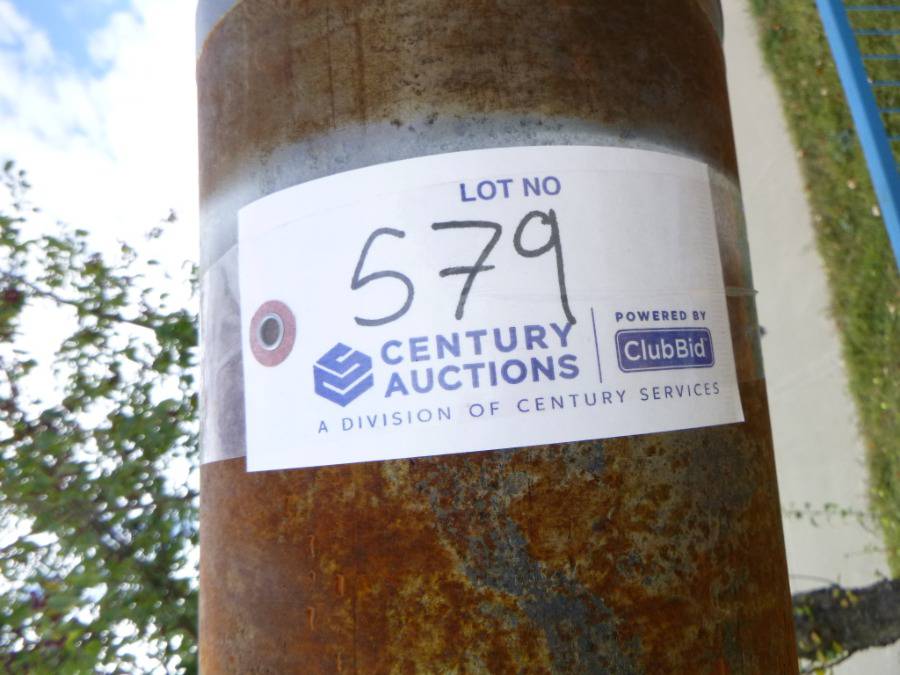 LOT NO
579
CENTURY
AUCTIONS
A DIVISION OF CENTURY SERVICES
POWERED BY
ClubBid